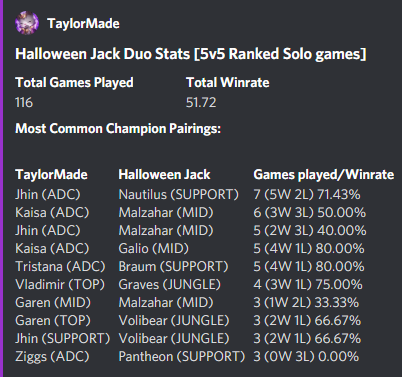 TaylorMade
Halloween Jack Duo Stats [5v5 Ranked Solo games]
Total Games Played Total Winrate
116 51.72
Most Common Champion Pairings:
TaylorMade Halloween Jack Games played/Winrate
Jhin (ADC) Nautilus (SUPPORT) 7 (5W 2L) 71.43%
Kaisa (ADC) Malzahar (MID) 6 (3W 3L) 50.00%
Jhin (ADC) Malzahar (MID) 5 (2W 3L) 40.00%
Kaisa (ADC) Galio (MID) 5 (4W 1L) 80.00%
Tristana (ADC) Braum (SUPPORT) 5 (4W 1L) 80.00%
Vladimir (TOP) Graves (JUNGLE) 4 (3W 1L) 75.00%
Garen (MID) Malzahar (MID) 3 (1W 2L) 33.33%
Garen (TOP) Volibear (JUNGLE) 3 (2W 1L) 66.67%
Jhin (SUPPORT) Volibear (JUNGLE) 3 (2W 1L) 66.67%
Ziggs (ADC) Pantheon (SUPPORT) 3 (0W 3L) 0.00%